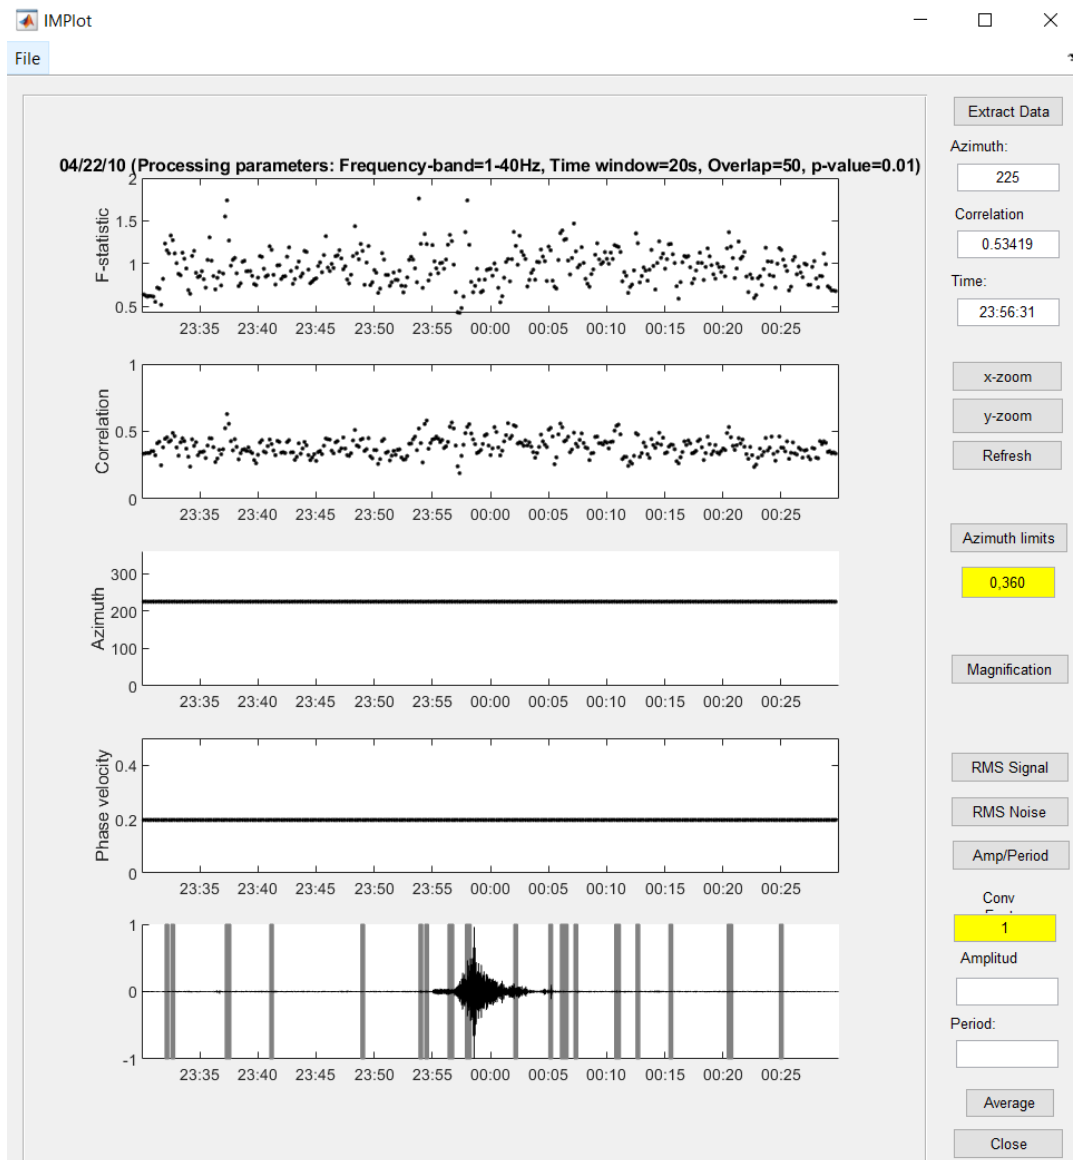 IMPlot
File
04/22/10 (Processing parameters: Frequency-band=1-40Hz, Time window=20s, Overlap=50, p-value=0.01)
F-statistic
2
1.5
1
0.5
23:35 23:40 23:45 23:50 23:55 00:00 00:05 00:10 00:15 00:20 00:25
Correlation
1
0.5
0
23:35 23:40 23:45 23:50 23:55 00:00 00:05 00:10 00:15 00:20 00:25
Azimuth
300
200
100
0
23:35 23:40 23:45 23:50 23:55 00:00 00:05 00:10 00:15 00:20 00:25
Phase velocity
0.4
0.2
0
23:35 23:40 23:45 23:50 23:55 00:00 00:05 00:10 00:15 00:20 00:25
1
0
-1
23:35 23:40 23:45 23:50 23:55 00:00 00:05 00:10 00:15 00:20 00:25
Extract Data
Azimuth:
225
Correlation
0.53419
Time:
23:56:31
x-zoom
y-zoom
Refresh
Azimuth limits
0,360
Magnification
RMS Signal
RMS Noise
Amp/Period
Conv
1
Amplitud
Period:
Average
Close